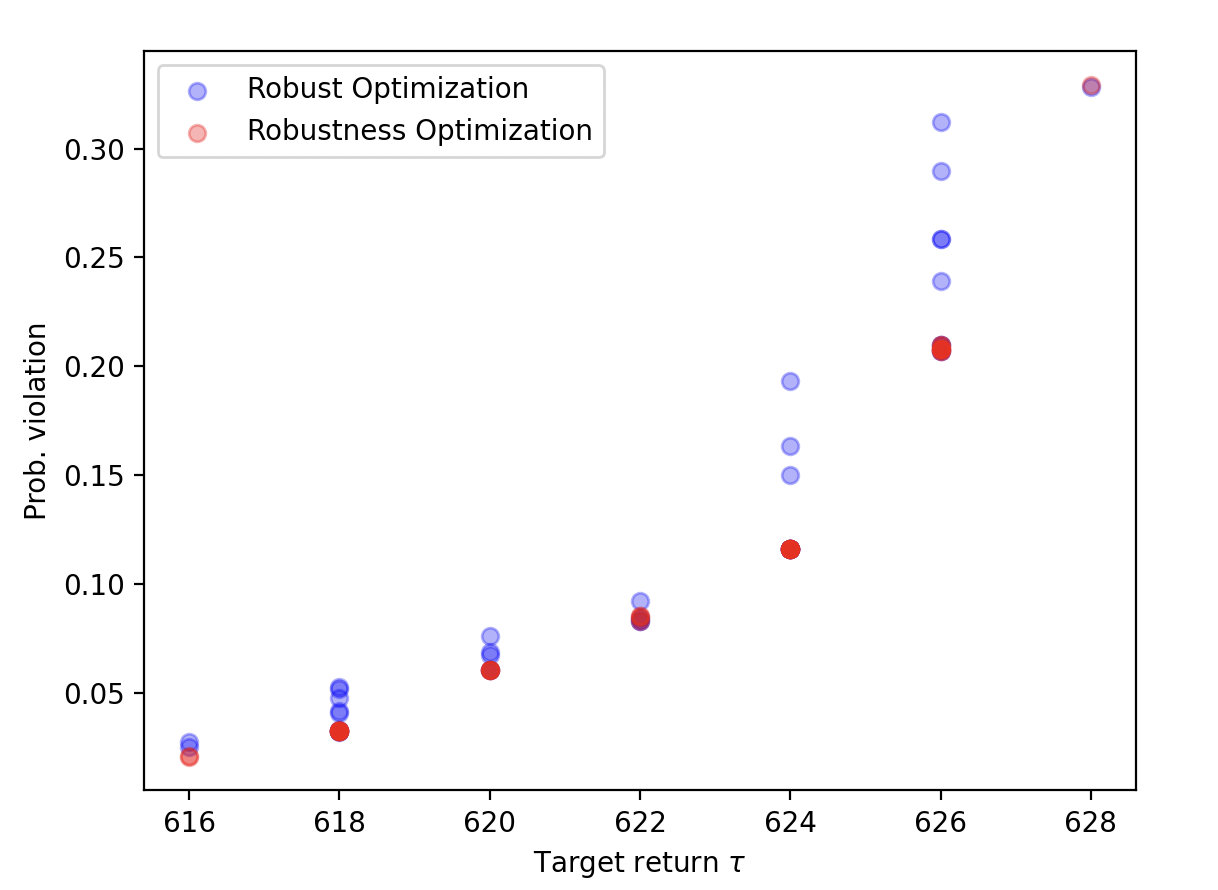 Robust Optimization
Robustness Optimization
0.30
0.25
0.20
0.15
0.10
0.05
Prob. violation
616 618 620 622 624 626 628
Target return τ